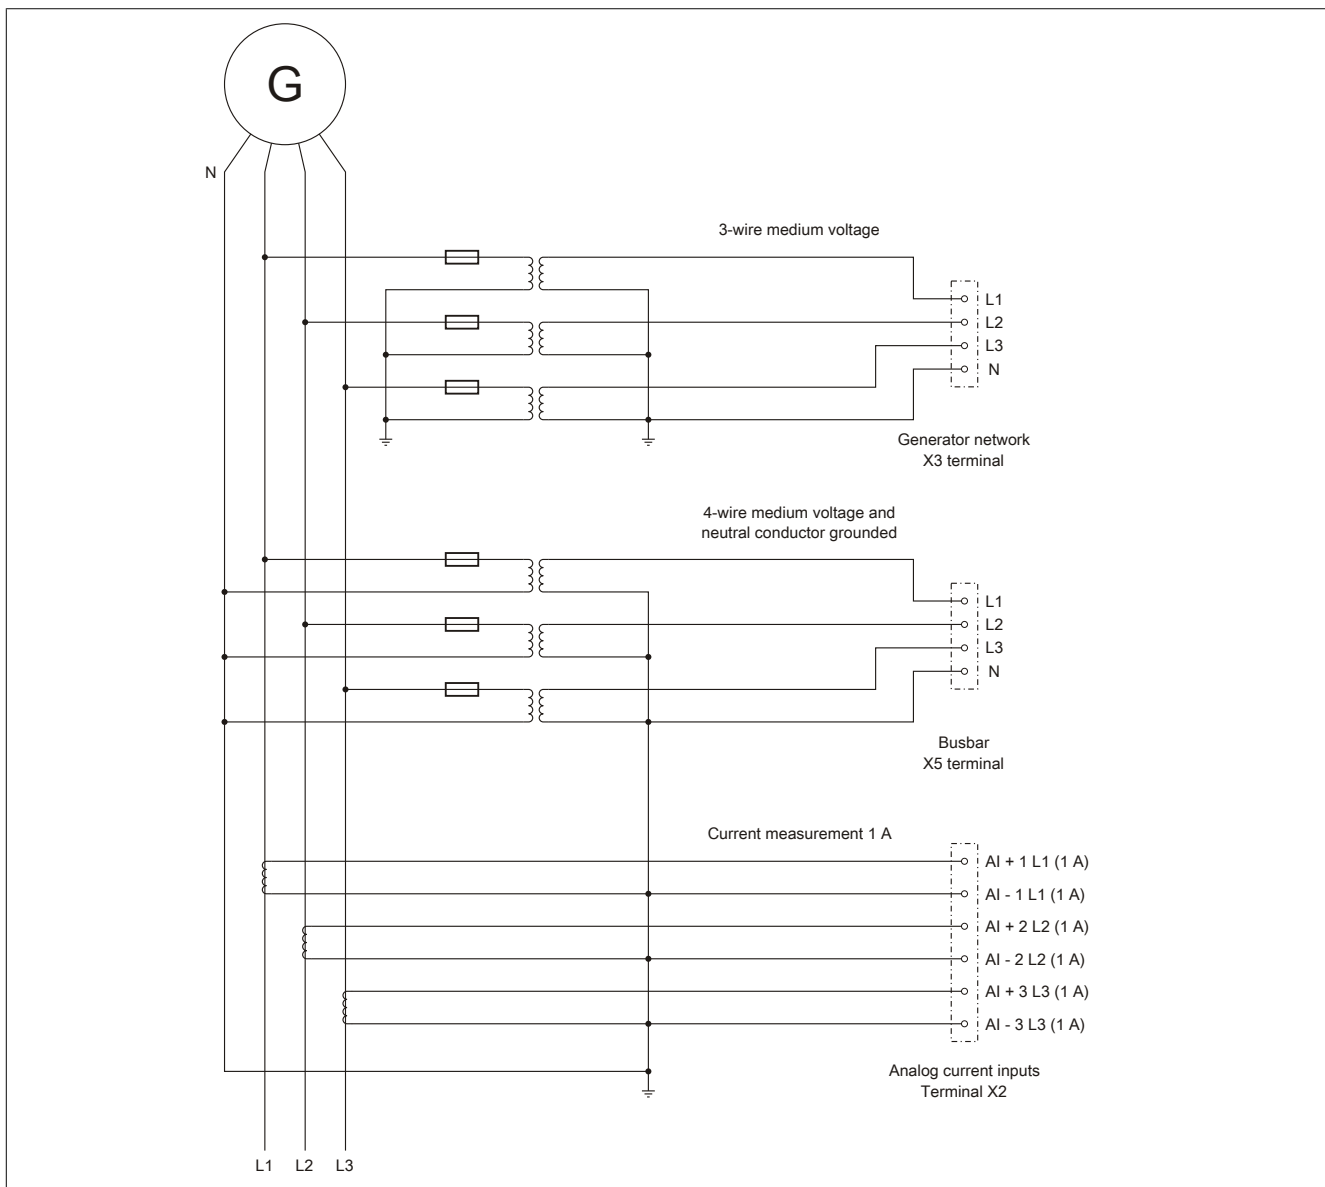 G
N
3-wire medium voltage
L1
L2
L3
N
Generator network
X3 terminal
4-wire medium voltage and
neutral conductor grounded
L1
L2
L3
N
Busbar
X5 terminal
Current measurement 1 A
AI + 1 L1 (1 A)
AI - 1 L1 (1 A)
AI + 2 L2 (1 A)
AI - 2 L2 (1 A)
AI + 3 L3 (1 A)
AI - 3 L3 (1 A)
Analog current inputs
Terminal X2
L1 L2 L3